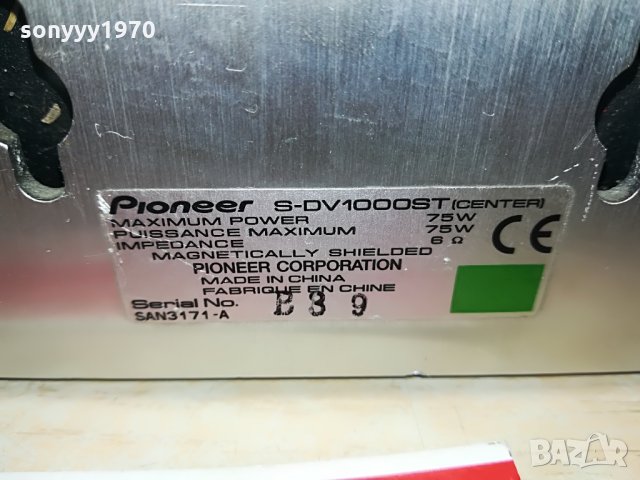 sonyyy1970
Pioneer S-DV1000ST (CENTER)
MAXIMUM POWER 75W
PUISSANCE MAXIMUM 75W
IMPEDANCE 6 Ω
MAGNETICALLY SHIELDED
PIONEER CORPORATION
MADE IN CHINA
FABRIQUE EN CHINE
Serial No. B39
SAN3171-A
CE
BAZAR